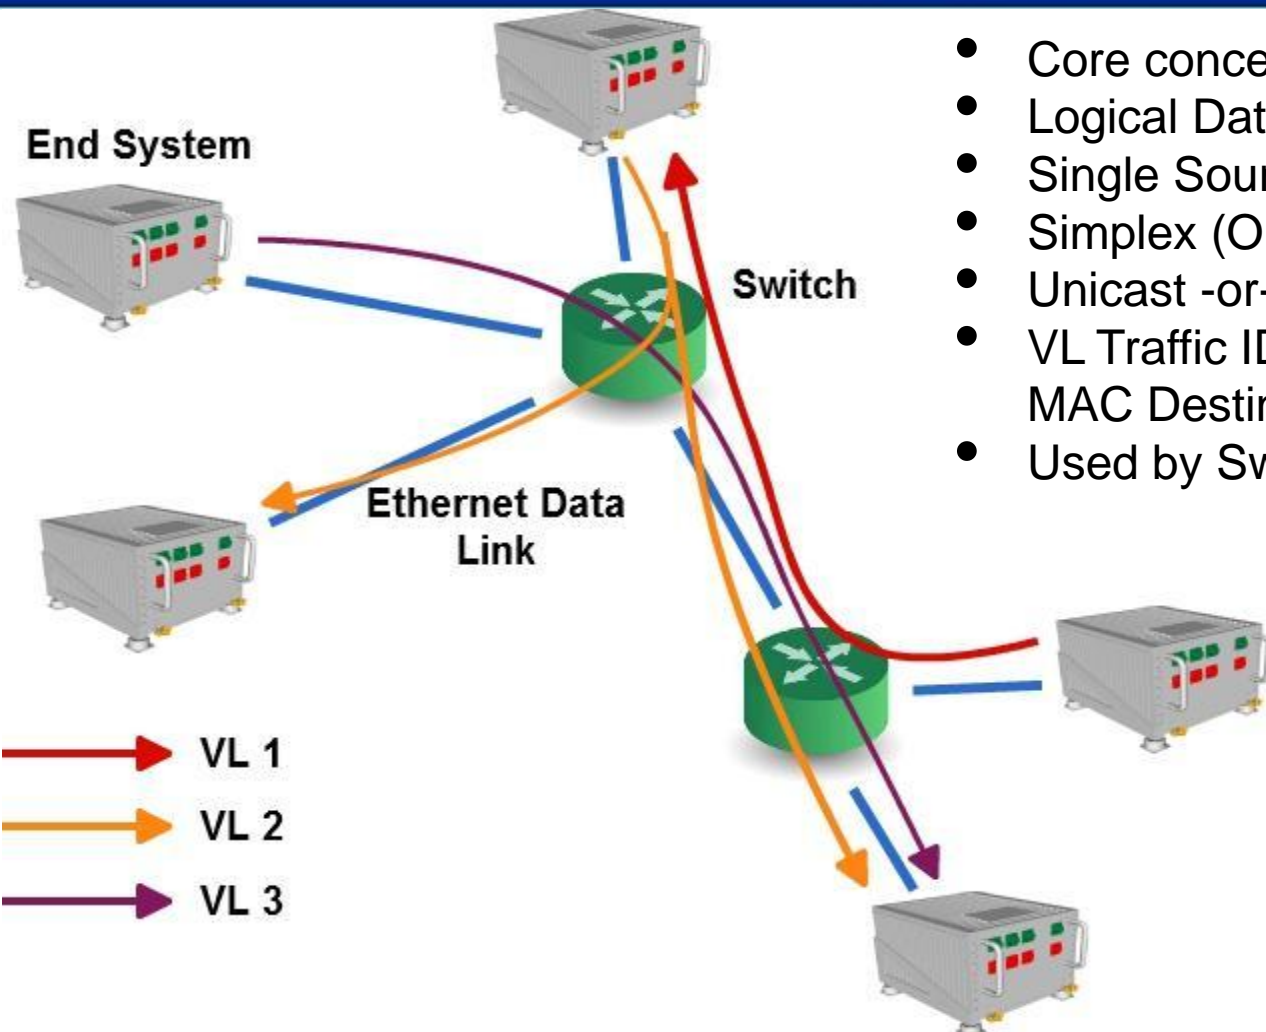 End System
Switch
Ethernet Data
Link
VL 1
VL 2
VL 3
• Core conce
• Logical Dat
• Single Sour
• Simplex (O
• Unicast -or-
• VL Traffic ID
MAC Destin
• Used by Sw